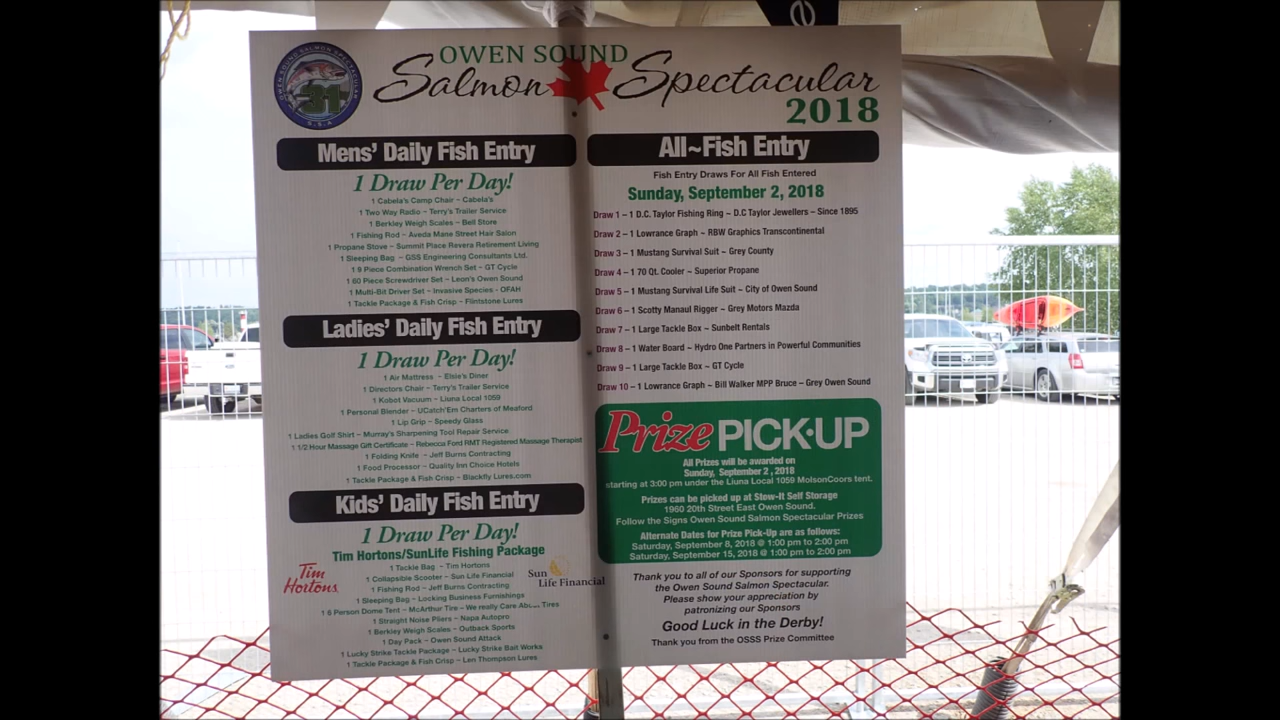 OWEN SOUND
Salmon Spectacular
2018
OWEN SOUND SALMON SPECTACULAR
31
Mens' Daily Fish Entry
1 Draw Per Day!
1 Cabela's Camp Chair ~ Cabela's
1 Two Way Radio ~ Terry's Trailer Service
1 Berkley Weigh Scales ~ Bell Store
1 Fishing Rod ~ Aveda Mane Street Hair Salon
1 Propane Stove ~ Summit Place Revera Retirement Living
1 Sleeping Bag ~ GSS Engineering Consultants Ltd.
1 9 Piece Combination Wrench Set ~ GT Cycle
1 60 Piece Screwdriver Set ~ Leon's Owen Sound
1 Multi-Bit Driver Set ~ Invasive Species - OFAH
1 Tackle Package & Fish Crisp ~ Flintstone Lures
Ladies' Daily Fish Entry
1 Draw Per Day!
1 Air Mattress ~ Elsie's Diner
1 Directors Chair ~ Terry's Trailer Service
1 Kobot Vacuum ~ Liuna Local 1059
1 Personal Blender ~ UCatch'Em Charters of Meaford
1 Lip Grip ~ Speedy Glass
1 Ladies Golf Shirt ~ Murray's Sharpening Tool Repair Service
1 1/2 Hour Massage Gift Certificate ~ Rebecca Ford RMT Registered Massage Therapist
1 Folding Knife ~ Jeff Burns Contracting
1 Food Processor ~ Quality Inn Choice Hotels
1 Tackle Package & Fish Crisp ~ Blackfly Lures.com
Kids' Daily Fish Entry
1 Draw Per Day!
Tim Hortons/SunLife Fishing Package
Tim Hortons
Sun Life Financial
1 Tackle Bag ~ Tim Hortons
1 Collapsible Scooter ~ Sun Life Financial
1 Fishing Rod ~ Jeff Burns Contracting
1 Sleeping Bag ~ Locking Business Furnishings
1 6 Person Dome Tent ~ McArthur Tire ~ We really Care About Tires
1 Straight Noise Pliers ~ Napa Autopro
1 Berkley Weigh Scales ~ Outback Sports
1 Day Pack ~ Owen Sound Attack
1 Lucky Strike Tackle Package ~ Lucky Strike Bait Works
1 Tackle Package & Fish Crisp ~ Len Thompson Lures
All~Fish Entry
Fish Entry Draws For All Fish Entered
Sunday, September 2, 2018
Draw 1 ~ 1 D.C. Taylor Fishing Ring ~ D.C Taylor Jewellers ~ Since 1895
Draw 2 ~ 1 Lowrance Graph ~ RBW Graphics Transcontinental
Draw 3 ~ 1 Mustang Survival Suit ~ Grey County
Draw 4 ~ 1 70 Qt. Cooler ~ Superior Propane
Draw 5 ~ 1 Mustang Survival Life Suit ~ City of Owen Sound
Draw 6 ~ 1 Scotty Manaul Rigger ~ Grey Motors Mazda
Draw 7 ~ 1 Large Tackle Box ~ Sunbelt Rentals
Draw 8 ~ 1 Water Board ~ Hydro One Partners in Powerful Communities
Draw 9 ~ 1 Large Tackle Box ~ GT Cycle
Draw 10 ~ 1 Lowrance Graph ~ Bill Walker MPP Bruce ~ Grey Owen Sound
Prize PICK•UP
All Prizes will be awarded on
Sunday, September 2, 2018
starting at 3:00 pm under the Liuna Local 1059 MolsonCoors tent.
Prizes can be picked up at Stow-It Self Storage
1960 20th Street East Owen Sound.
Follow the Signs Owen Sound Salmon Spectacular Prizes
Alternate Dates for Prize Pick-Up are as follows:
Saturday, September 8, 2018 @ 1:00 pm to 2:00 pm
Saturday, September 15, 2018 @ 1:00 pm to 2:00 pm
Thank you to all of our Sponsors for supporting
the Owen Sound Salmon Spectacular.
Please show your appreciation by
patronizing our Sponsors
Good Luck in the Derby!
Thank you from the OSSS Prize Committee